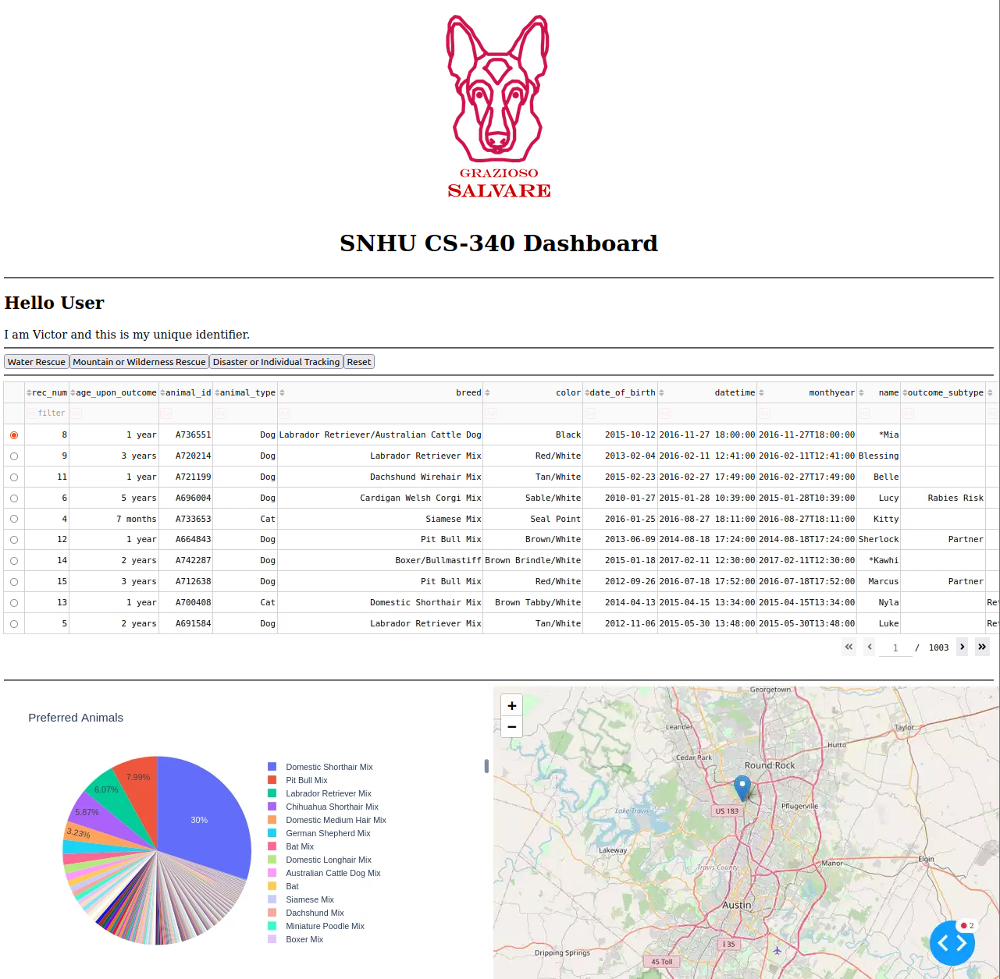 GRAZIOSO
SALVARE
SNHU CS-340 Dashboard
Hello User
I am Victor and this is my unique identifier.
Water Rescue Mountain or Wilderness Rescue Disaster or Individual Tracking Reset
rec_num age_upon_outcome animal_id animal_type breed color date_of_birth datetime monthyear name outcome_subtype
filter
8 1 year A736551 Dog Labrador Retriever/Australian Cattle Dog Black 2015-10-12 2016-11-27 18:00:00 2016-11-27T18:00:00 *Mia
9 3 years A720214 Dog Labrador Retriever Mix Red/White 2013-02-04 2016-02-11 12:41:00 2016-02-11T12:41:00 Blessing
11 1 year A721199 Dog Dachshund Wirehair Mix Tan/White 2015-02-23 2016-02-27 17:49:00 2016-02-27T17:49:00 Belle
6 5 years A696004 Dog Cardigan Welsh Corgi Mix Sable/White 2010-01-27 2015-01-28 10:39:00 2015-01-28T10:39:00 Lucy Rabies Risk
4 7 months A733653 Cat Siamese Mix Seal Point 2016-01-25 2016-08-27 18:11:00 2016-08-27T18:11:00 Kitty
12 1 year A664843 Dog Pit Bull Mix Brown/White 2013-06-09 2014-08-18 17:24:00 2014-08-18T17:24:00 Sherlock Partner
14 2 years A742287 Dog Boxer/Bullmastiff Brown Brindle/White 2015-01-18 2017-02-11 12:30:00 2017-02-11T12:30:00 *Kawhi
15 3 years A712638 Dog Pit Bull Mix Red/White 2012-09-26 2016-07-18 17:52:00 2016-07-18T17:52:00 Marcus Partner
13 1 year A700408 Cat Domestic Shorthair Mix Brown Tabby/White 2014-04-13 2015-04-15 13:34:00 2015-04-15T13:34:00 Nyla Ret
5 2 years A691584 Dog Labrador Retriever Mix Tan/White 2012-11-06 2015-05-30 13:48:00 2015-05-30T13:48:00 Luke Ret
1 / 1003
Preferred Animals
30%
7.99%
6.07%
5.87%
3.23%
Domestic Shorthair Mix
Pit Bull Mix
Labrador Retriever Mix
Chihuahua Shorthair Mix
Domestic Medium Hair Mix
German Shepherd Mix
Bat Mix
Domestic Longhair Mix
Australian Cattle Dog Mix
Bat
Siamese Mix
Dachshund Mix
Miniature Poodle Mix
Boxer Mix
+
−
Georgetown
Leander
Taylor
Hutto
Cedar Park
Round Rock
Pflugerville
US 183
Lake Travis
Lakeway
Travis County
Manor
Elgin
Austin
I 35
Dripping Springs
45 Toll
2